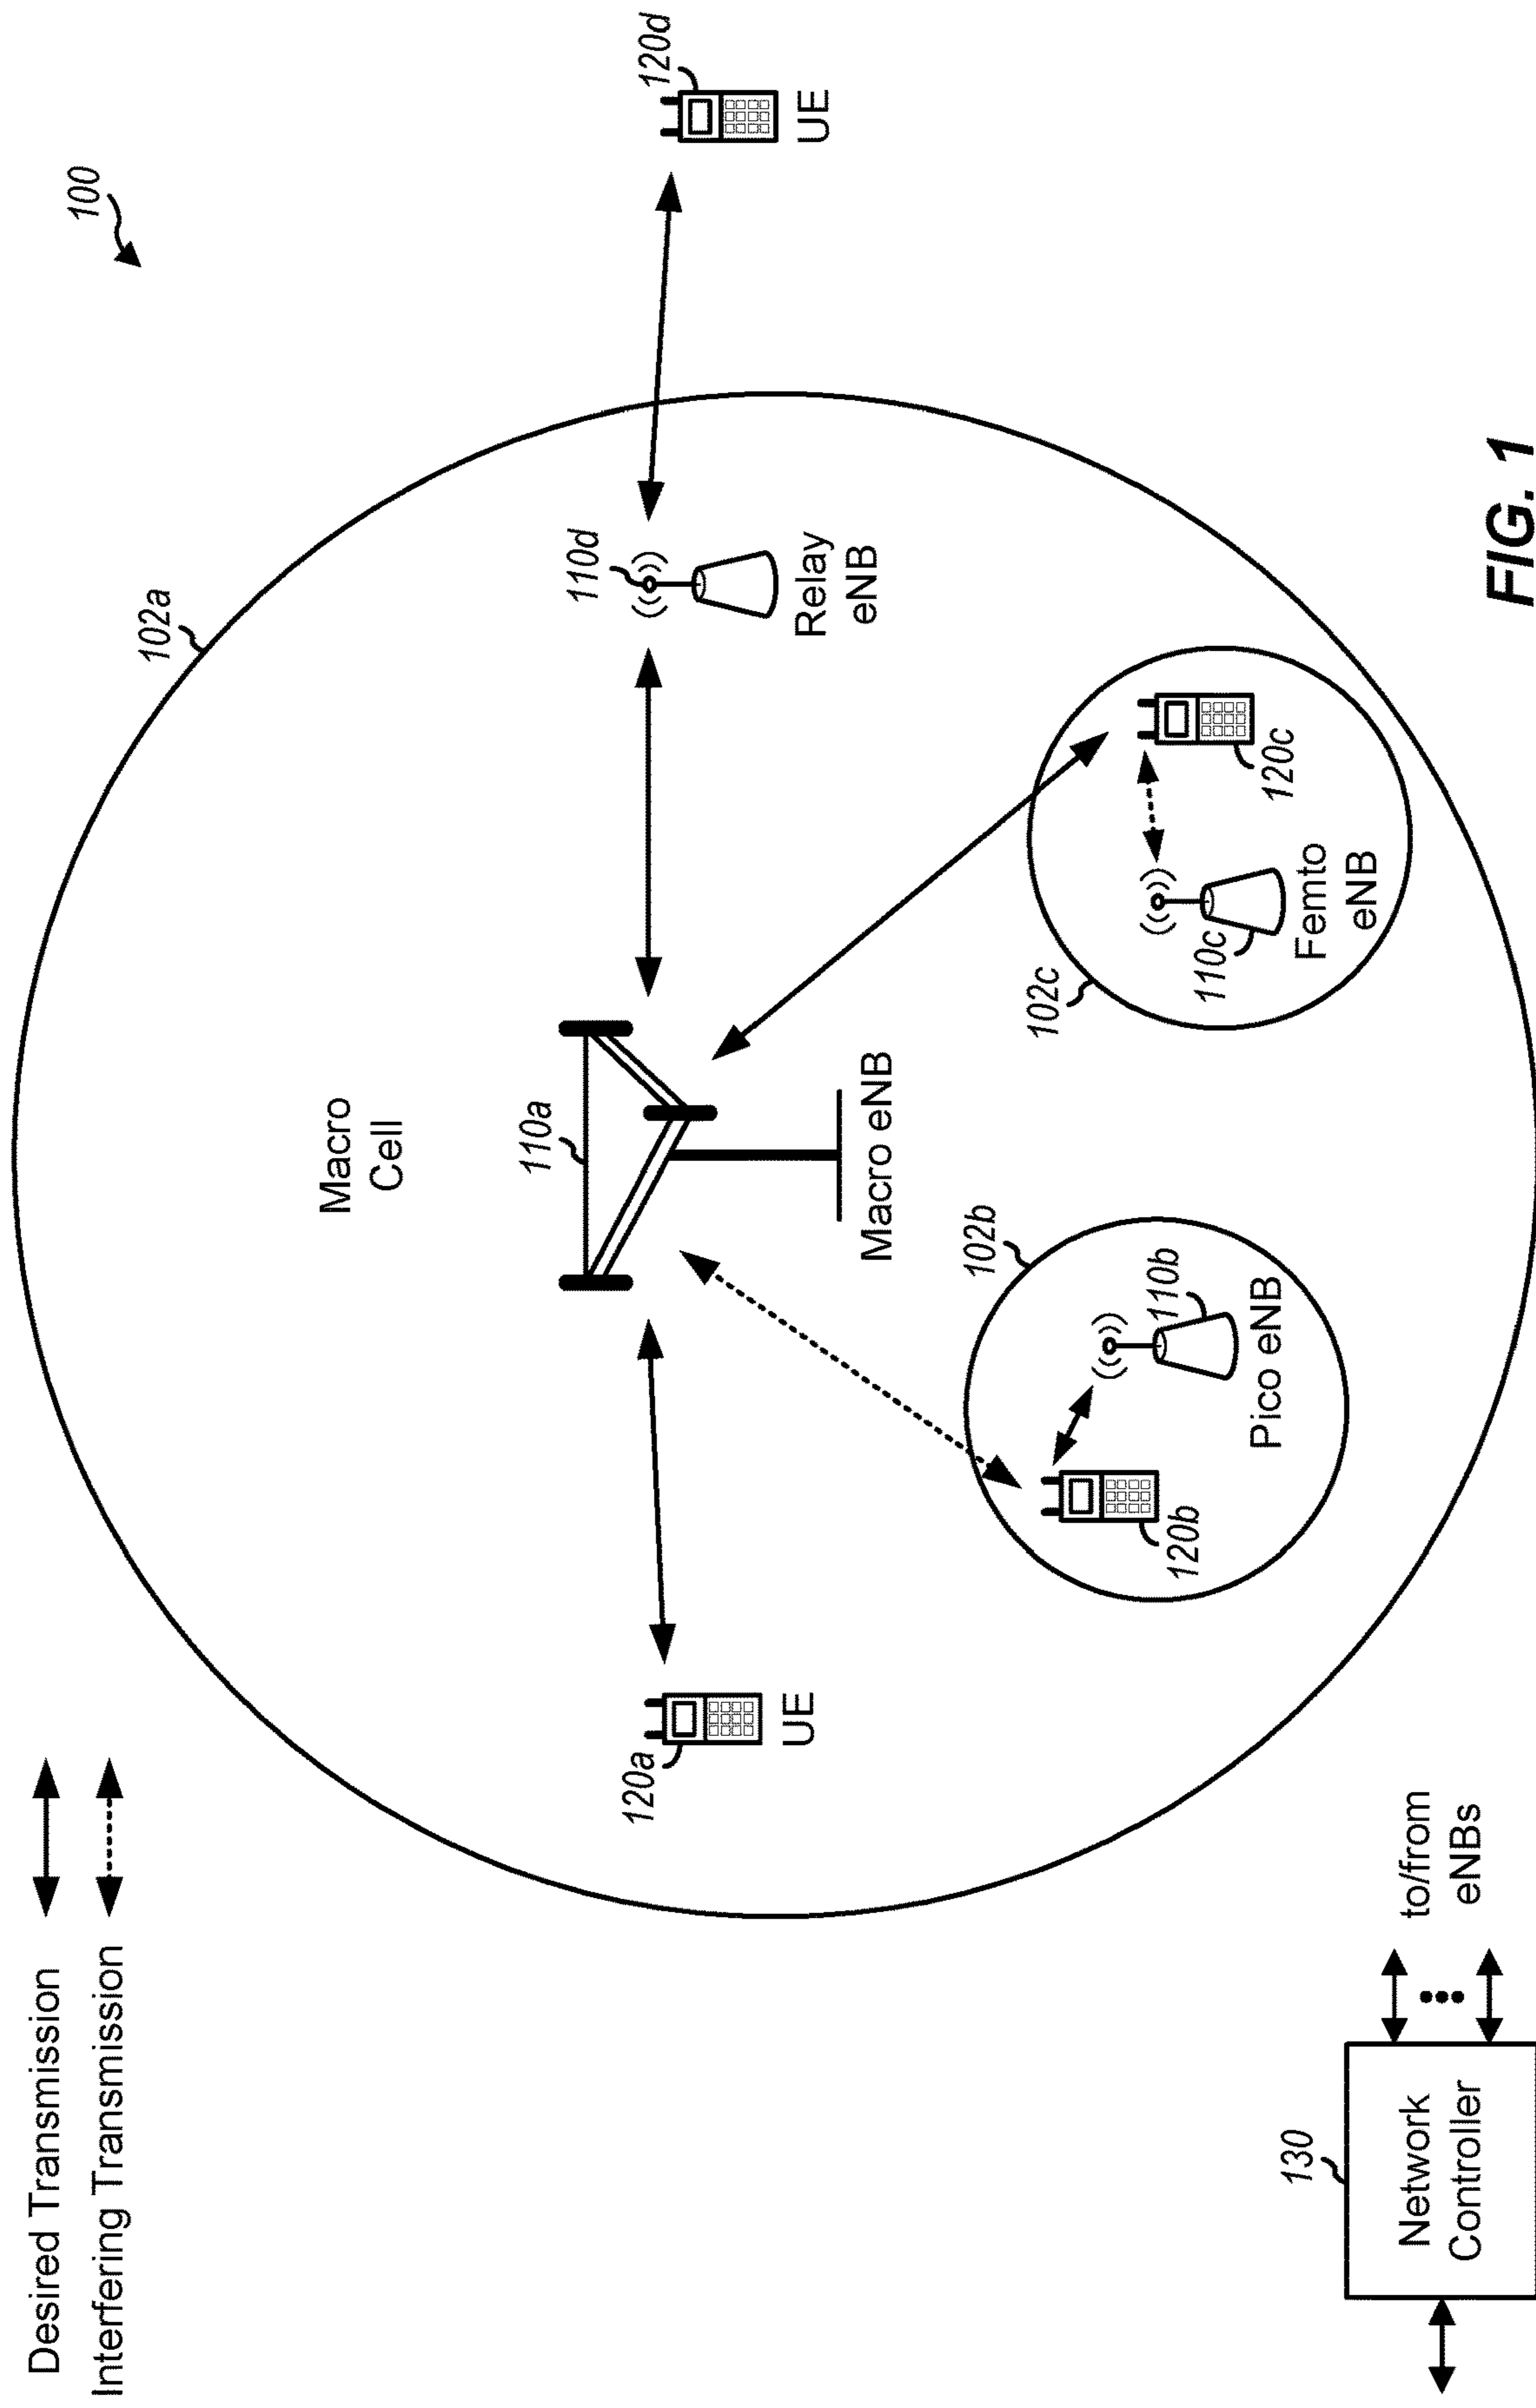 Desired Transmission
Interfering Transmission
100
102a
Macro
Cell
110a
Macro eNB
110d
Relay
eNB
120a
UE
120d
UE
102b
110b
Pico eNB
120b
102c
110c
Femto
eNB
120c
130
Network
Controller
to/from
eNBs
FIG. 1